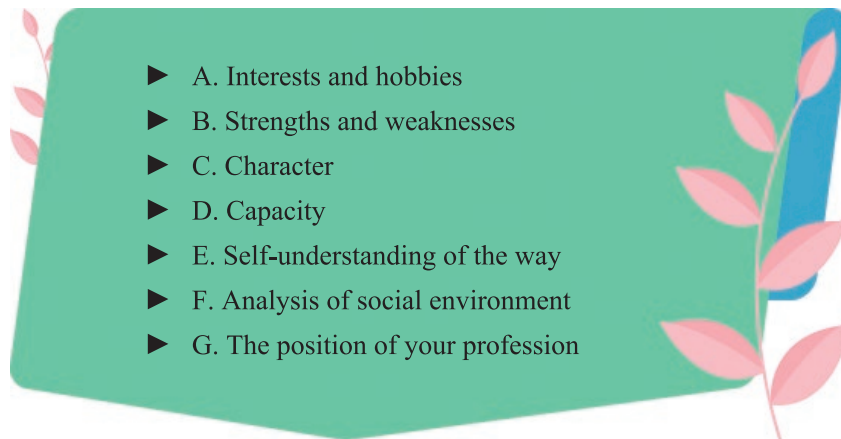 ► A. Interests and hobbies
► B. Strengths and weaknesses
► C. Character
► D. Capacity
► E. Self-understanding of the way
► F. Analysis of social environment
► G. The position of your profession